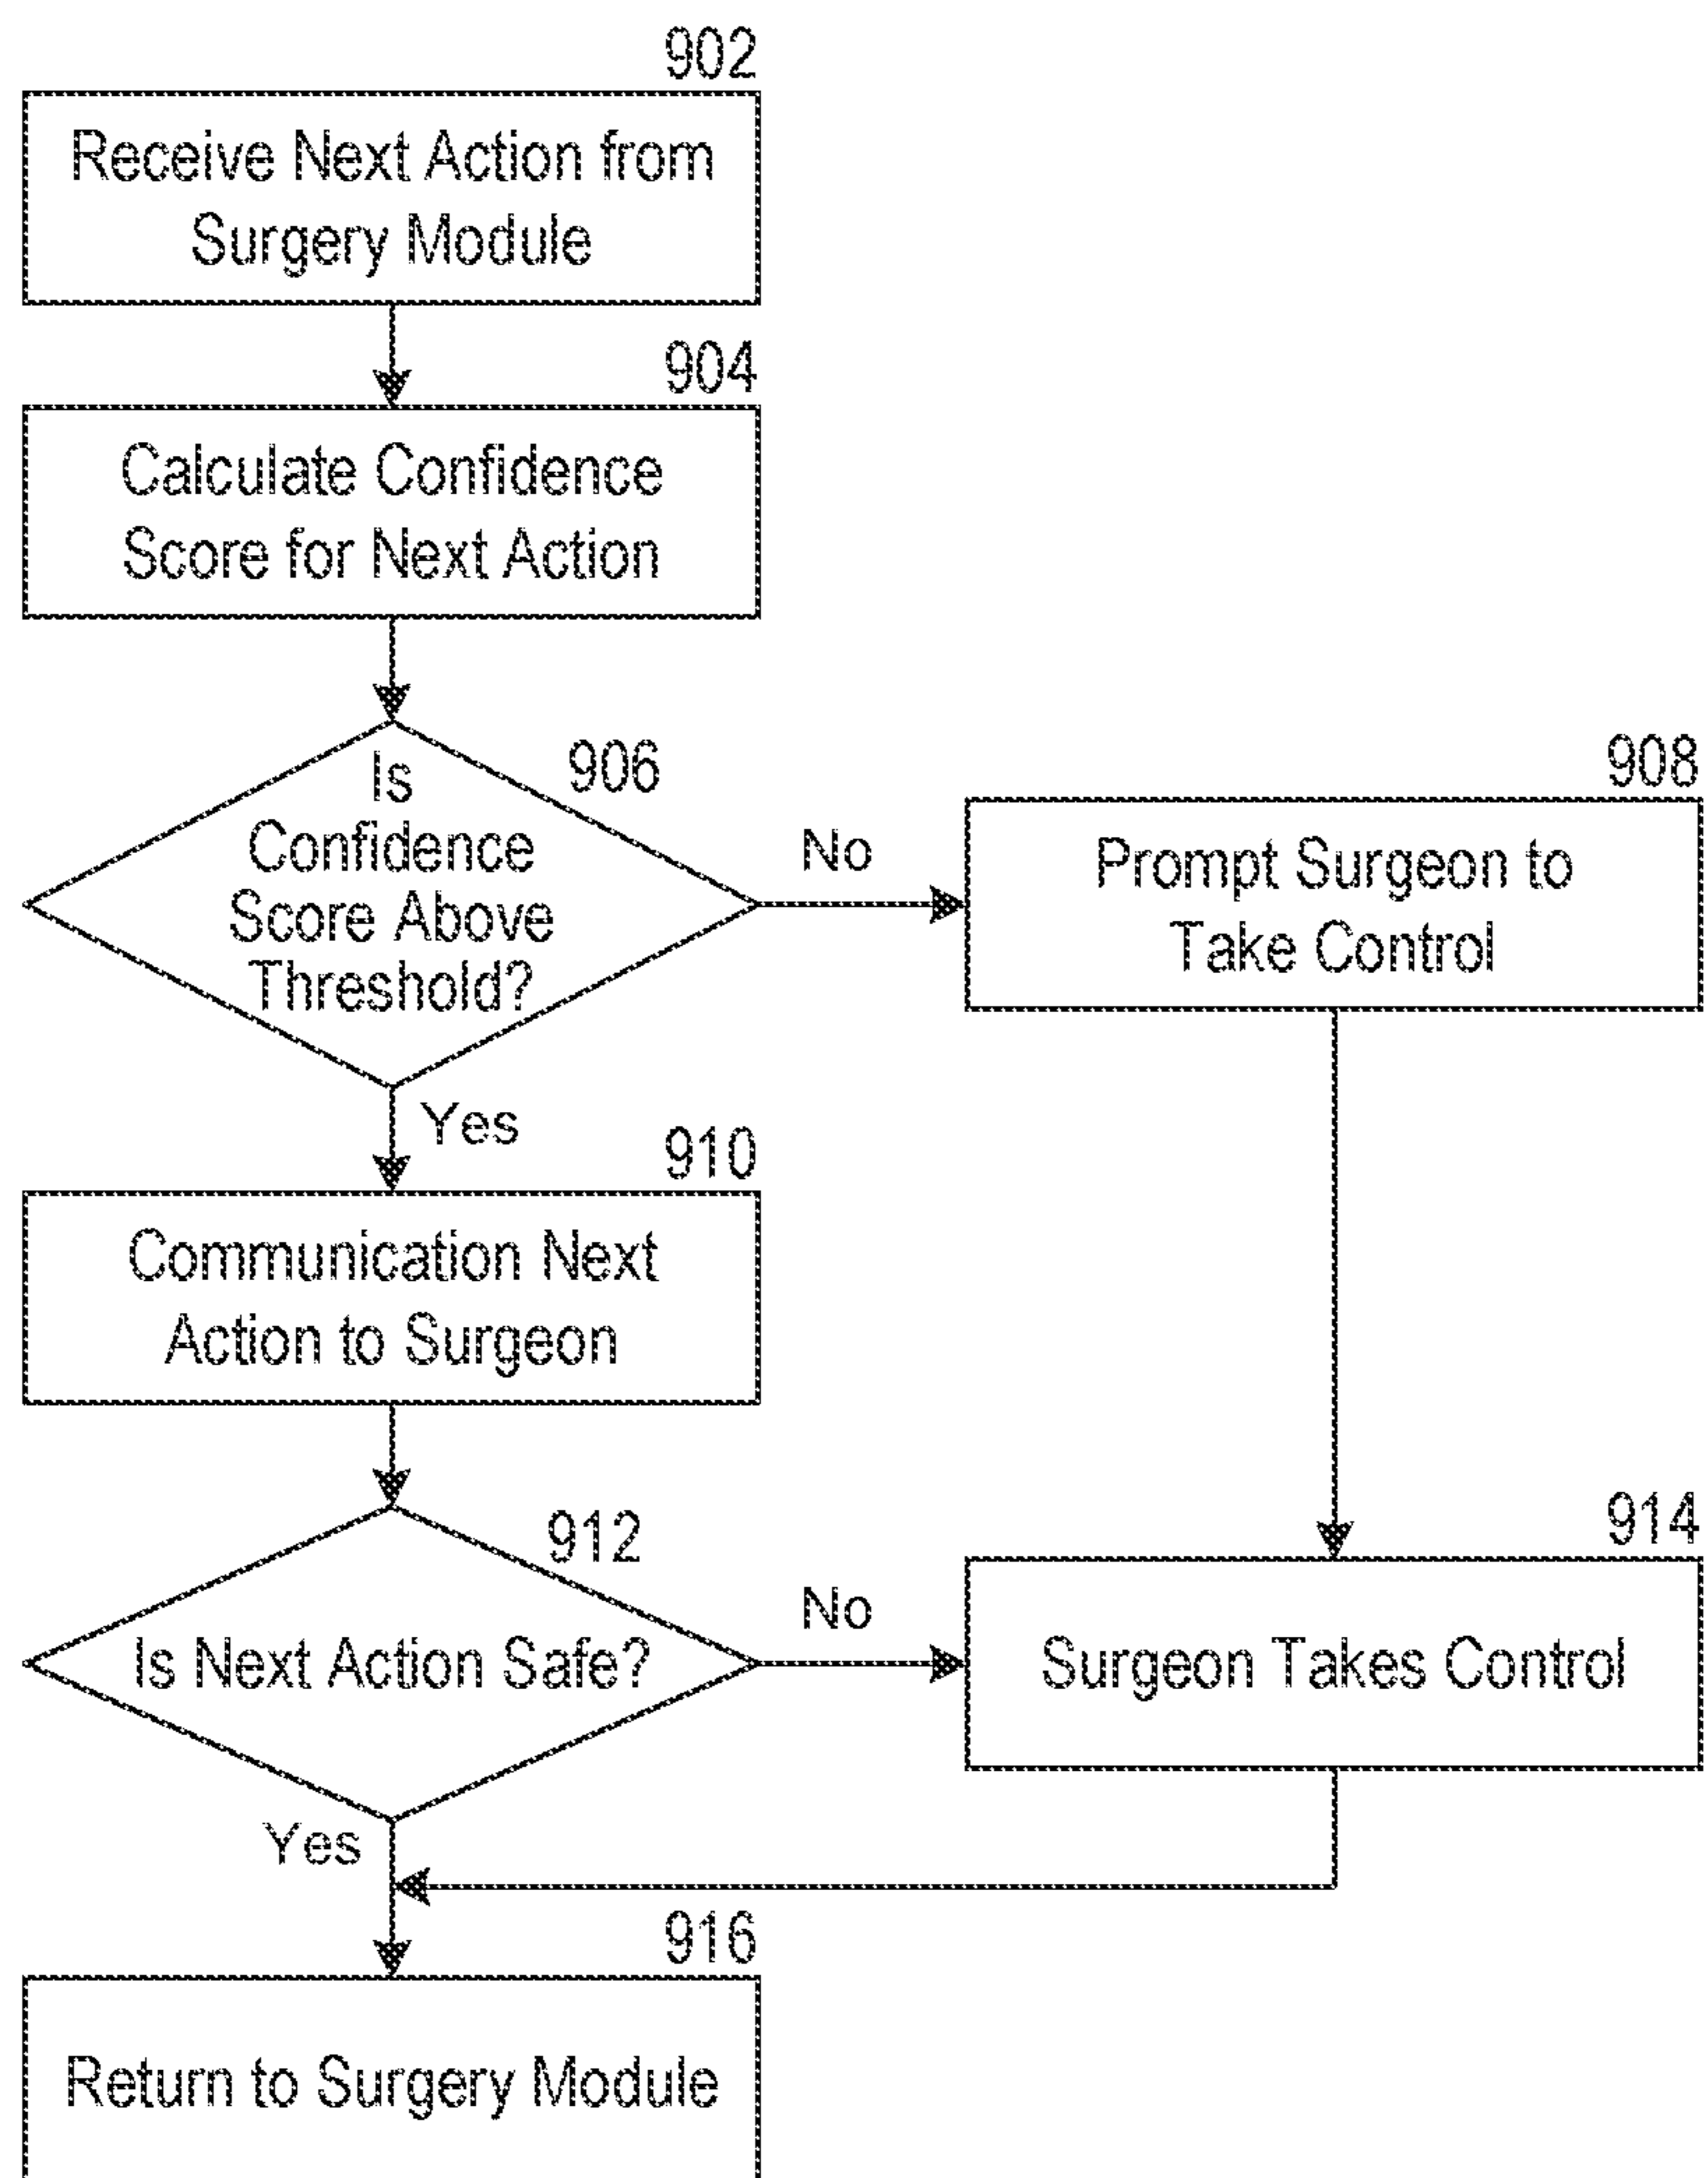 902
Receive Next Action from
Surgery Module
904
Calculate Confidence
Score for Next Action
906
Is
Confidence
Score Above
Threshold?
No
908
Prompt Surgeon to
Take Control
Yes
910
Communication Next
Action to Surgeon
912
Is Next Action Safe?
No
914
Surgeon Takes Control
Yes
916
Return to Surgery Module